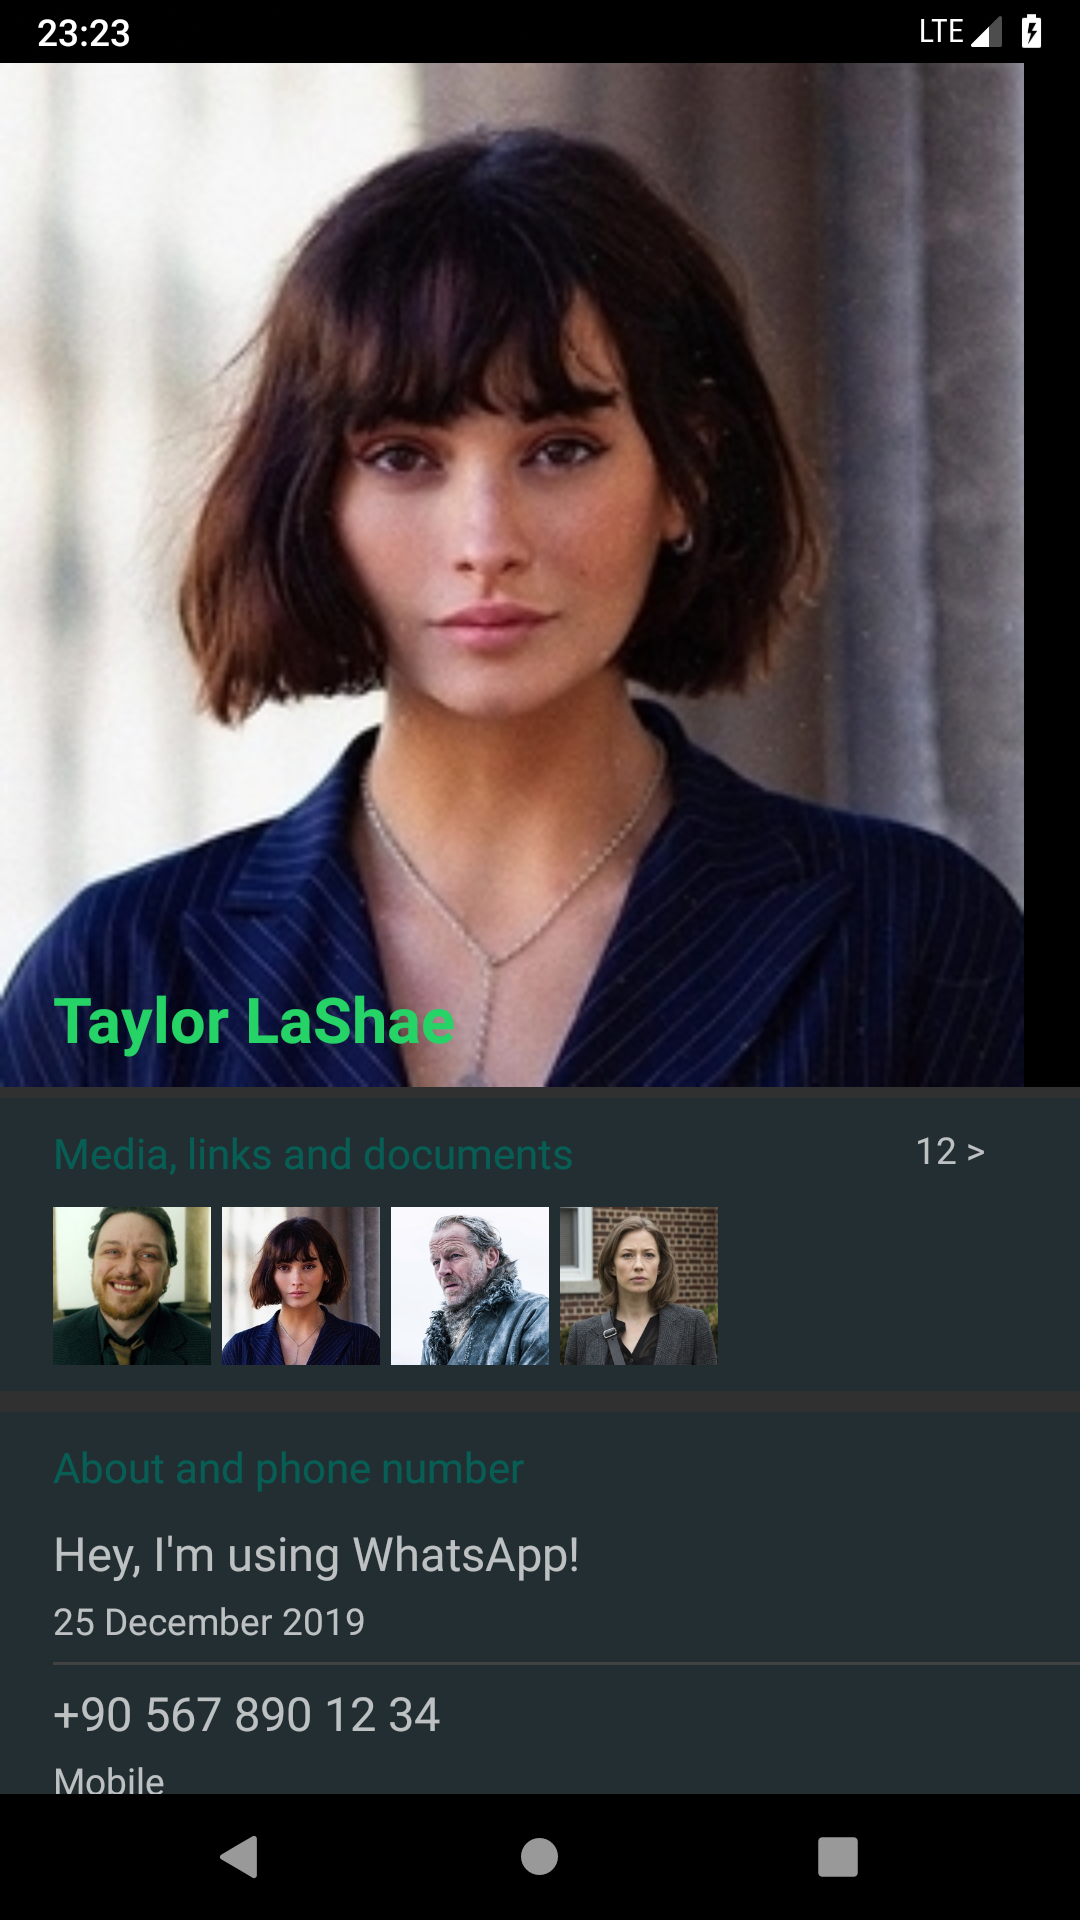 23:23
LTE
Taylor LaShae
Media, links and documents
12 >
About and phone number
Hey, I'm using WhatsApp!
25 December 2019
+90 567 890 12 34
Mobile